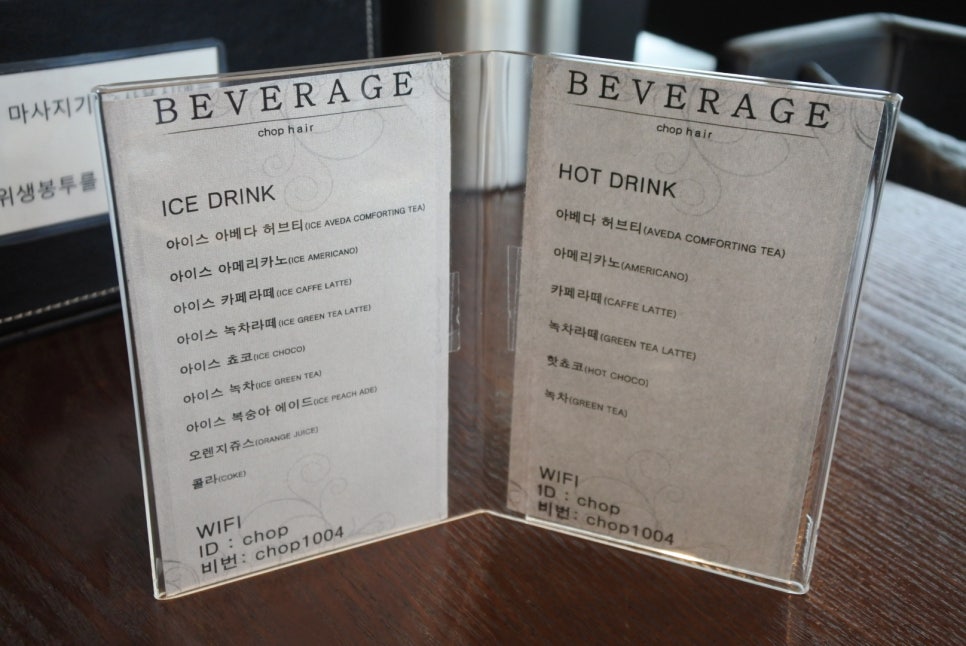 마사지기
위생봉투를
BEVERAGE
chop hair
ICE DRINK
아이스 아베다 허브티(ICE AVEDA COMFORTING TEA)
아이스 아메리카노(ICE AMERICANO)
아이스 카페라떼(ICE CAFFE LATTE)
아이스 녹차라떼(ICE GREEN TEA LATTE)
아이스 쵸코(ICE CHOCO)
아이스 녹차(ICE GREEN TEA)
아이스 복숭아 에이드(ICE PEACH ADE)
오렌지쥬스(ORANGE JUICE)
콜라(COKE)
WIFI
ID : chop
비번: chop1004
BEVERAGE
chop hair
HOT DRINK
아베다 허브티(AVEDA COMFORTING TEA)
아메리카노(AMERICANO)
카페라떼(CAFFE LATTE)
녹차라떼(GREEN TEA LATTE)
핫쵸코(HOT CHOCO)
녹차(GREEN TEA)
WIFI
ID : chop
비번: chop1004